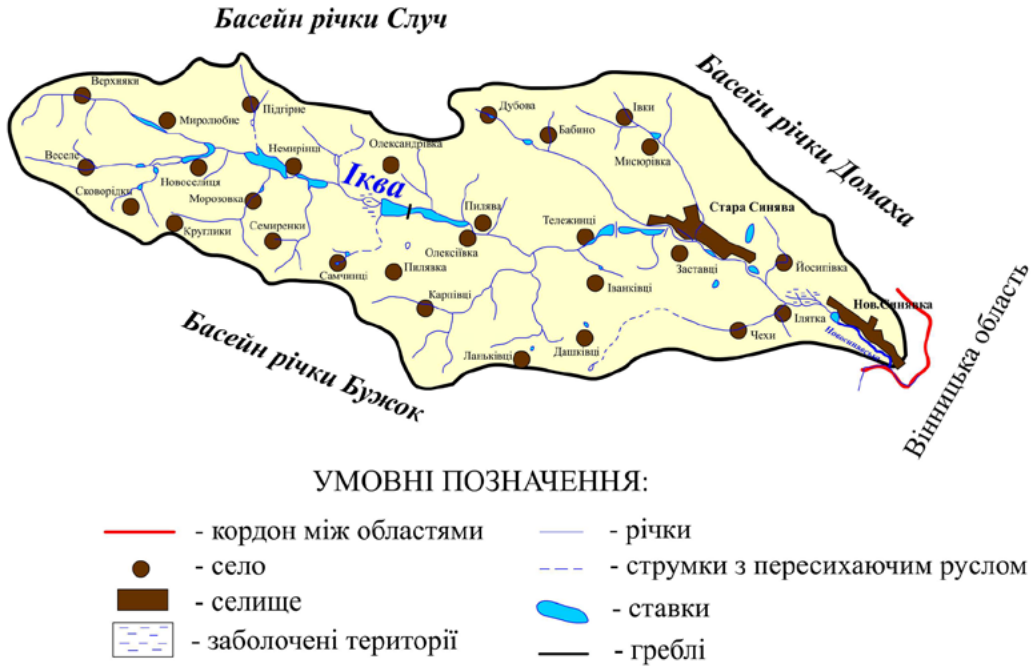 Басейн річки Случ
Басейн річки Домаха
Верхняки
Підгірне
Миролюбне
Дубова
Івки
Бабино
Мисюрівка
Олександрівка
Немиринці
Веселе
Новоселиця
Іква
Сковорідки
Морозовка
Стара Синява
Пилява
Тележинці
Круглики
Семиренки
Олексіївка
Заставці
Йосипівка
Самчинці
Пилявка
Іванківці
Карпівці
Нов.Синявка
Ілятка
Чехи
Новосинявське
Дашківці
Ланьківці
Басейн річки Бужок
Вінницька область
УМОВНІ ПОЗНАЧЕННЯ:
- кордон між областями
- річки
- село
- струмки з пересихаючим руслом
- селище
- ставки
- заболочені території
- греблі